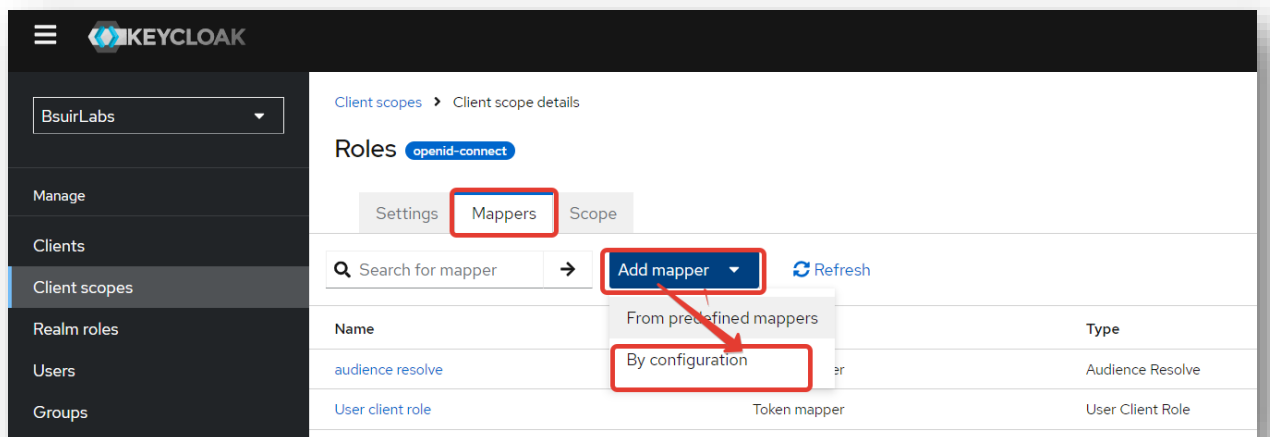 KEYCLOAK
BsuirLabs
Manage
Clients
Client scopes
Realm roles
Users
Groups
Client scopes > Client scope details
Roles openid-connect
Settings Mappers Scope
Search for mapper → Add mapper Refresh
From predefined mappers
By configuration
Name Type
audience resolve er Audience Resolve
User client role Token mapper User Client Role